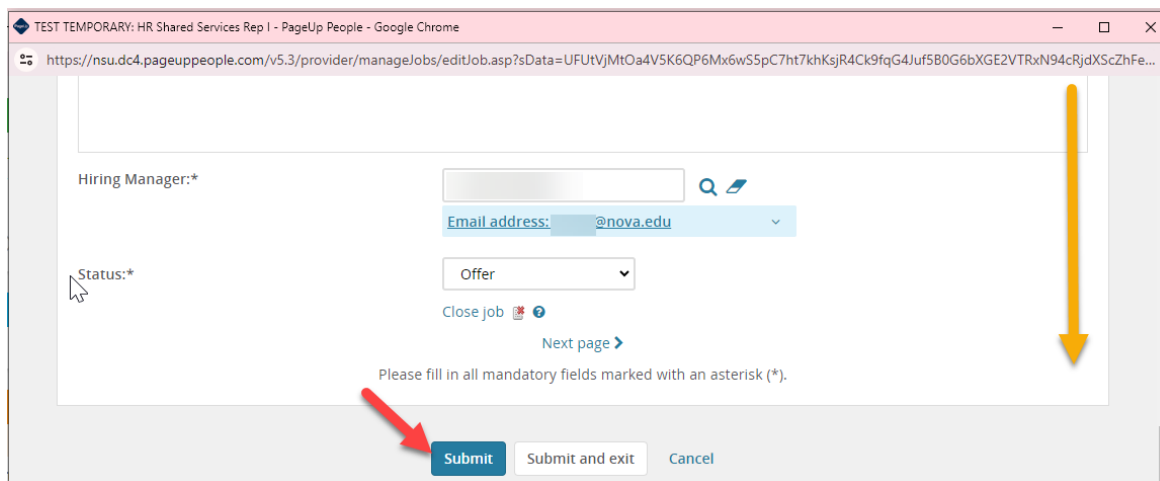 TEST TEMPORARY: HR Shared Services Rep I - PageUp People - Google Chrome
https://nsu.dc4.pageuppeople.com/v5.3/provider/manageJobs/editJob.asp?sData=UFUtVjMtOa4V5K6QP6Mx6wS5pC7ht7khKsjR4Ck9fqG4Juf5B0G6bXGE2VTRxN94cRjdXScZhFe...
Hiring Manager:*
Email address: @nova.edu
Status:* Offer
Close job
Next page
Please fill in all mandatory fields marked with an asterisk (*).
Submit Submit and exit Cancel